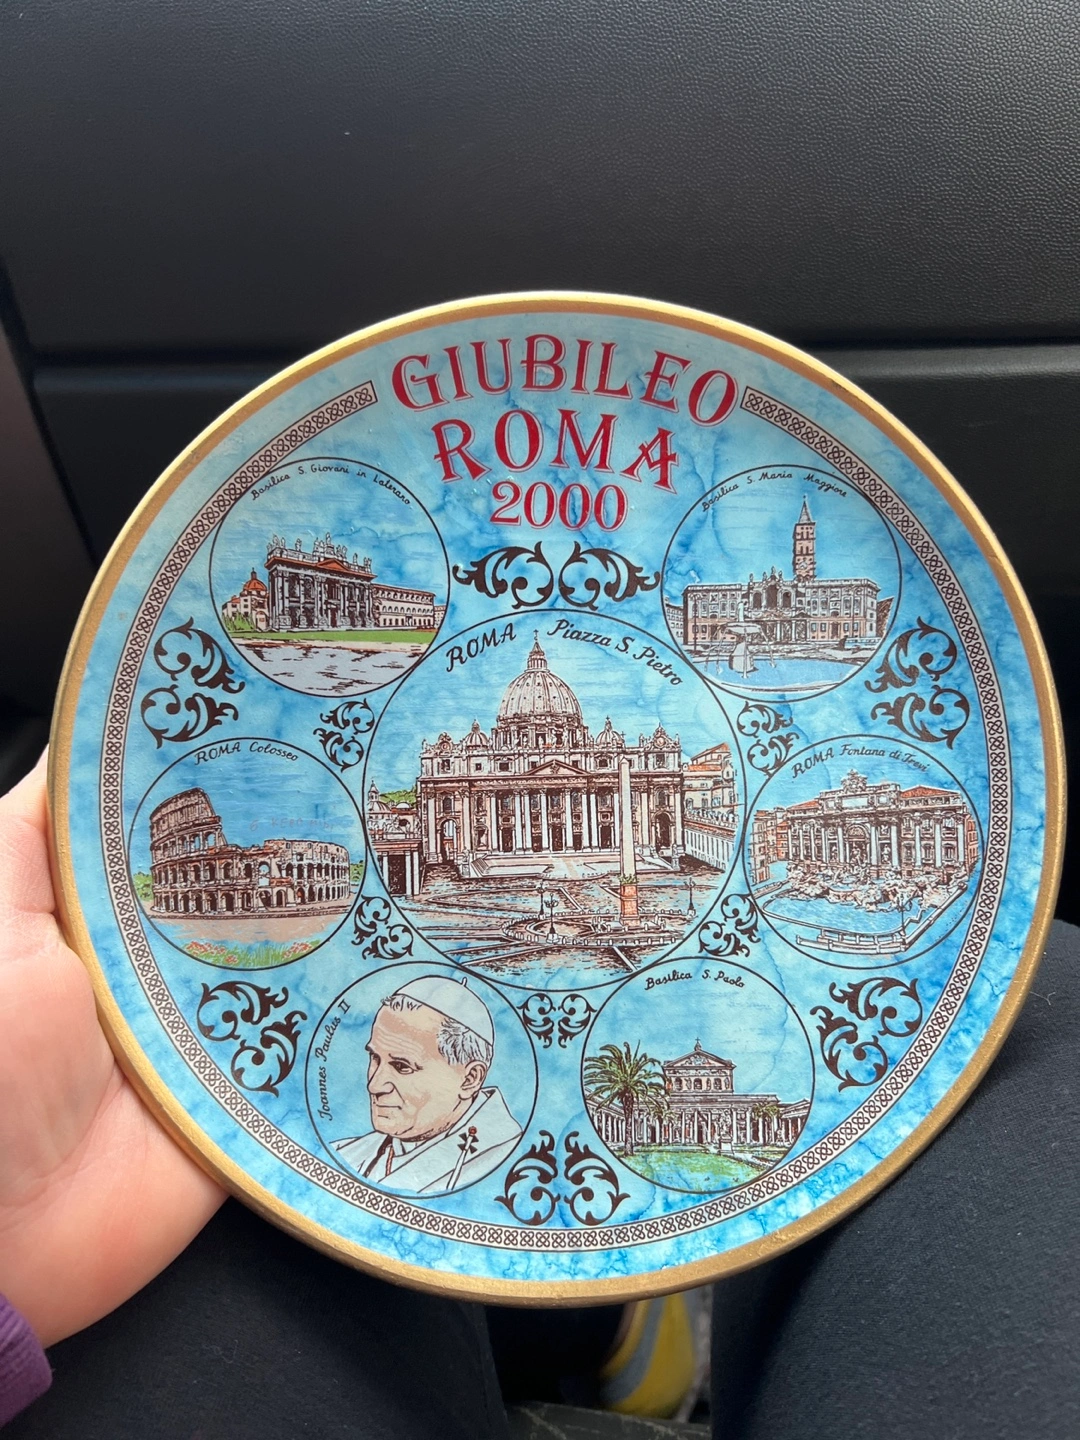 GIUBILEO
ROMA
2000
Basilica S. Giovani in Laterano
Basilica S. Maria Maggiore
ROMA Piazza S. Pietro
ROMA Colosseo
ROMA Fontana di Trevi
Joannes Paulus II
Basilica S. Paolo